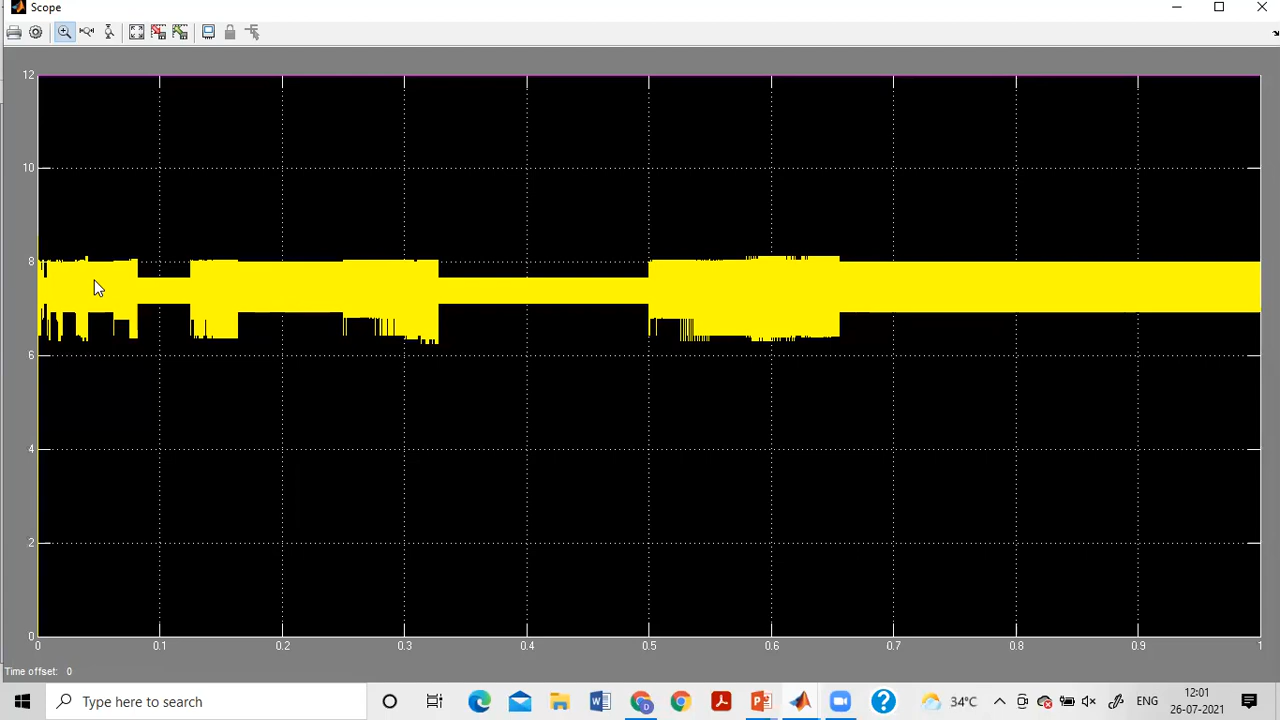 Scope
12
10
8
6
4
2
0
0 0.1 0.2 0.3 0.4 0.5 0.6 0.7 0.8 0.9 1
Time offset: 0
Type here to search
34°C
ENG
12:01
26-07-2021